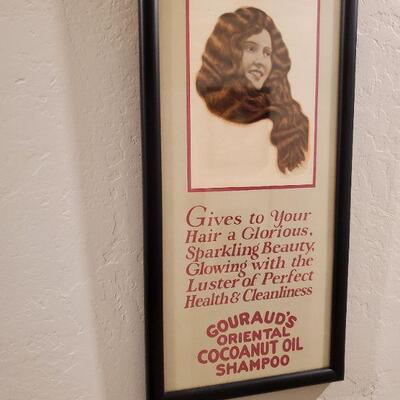 Gives to Your
Hair a Glorious,
Sparkling Beauty,
Glowing with the
Luster of Perfect
Health & Cleanliness
GOURAUD'S
ORIENTAL
COCOANUT OIL
SHAMPOO